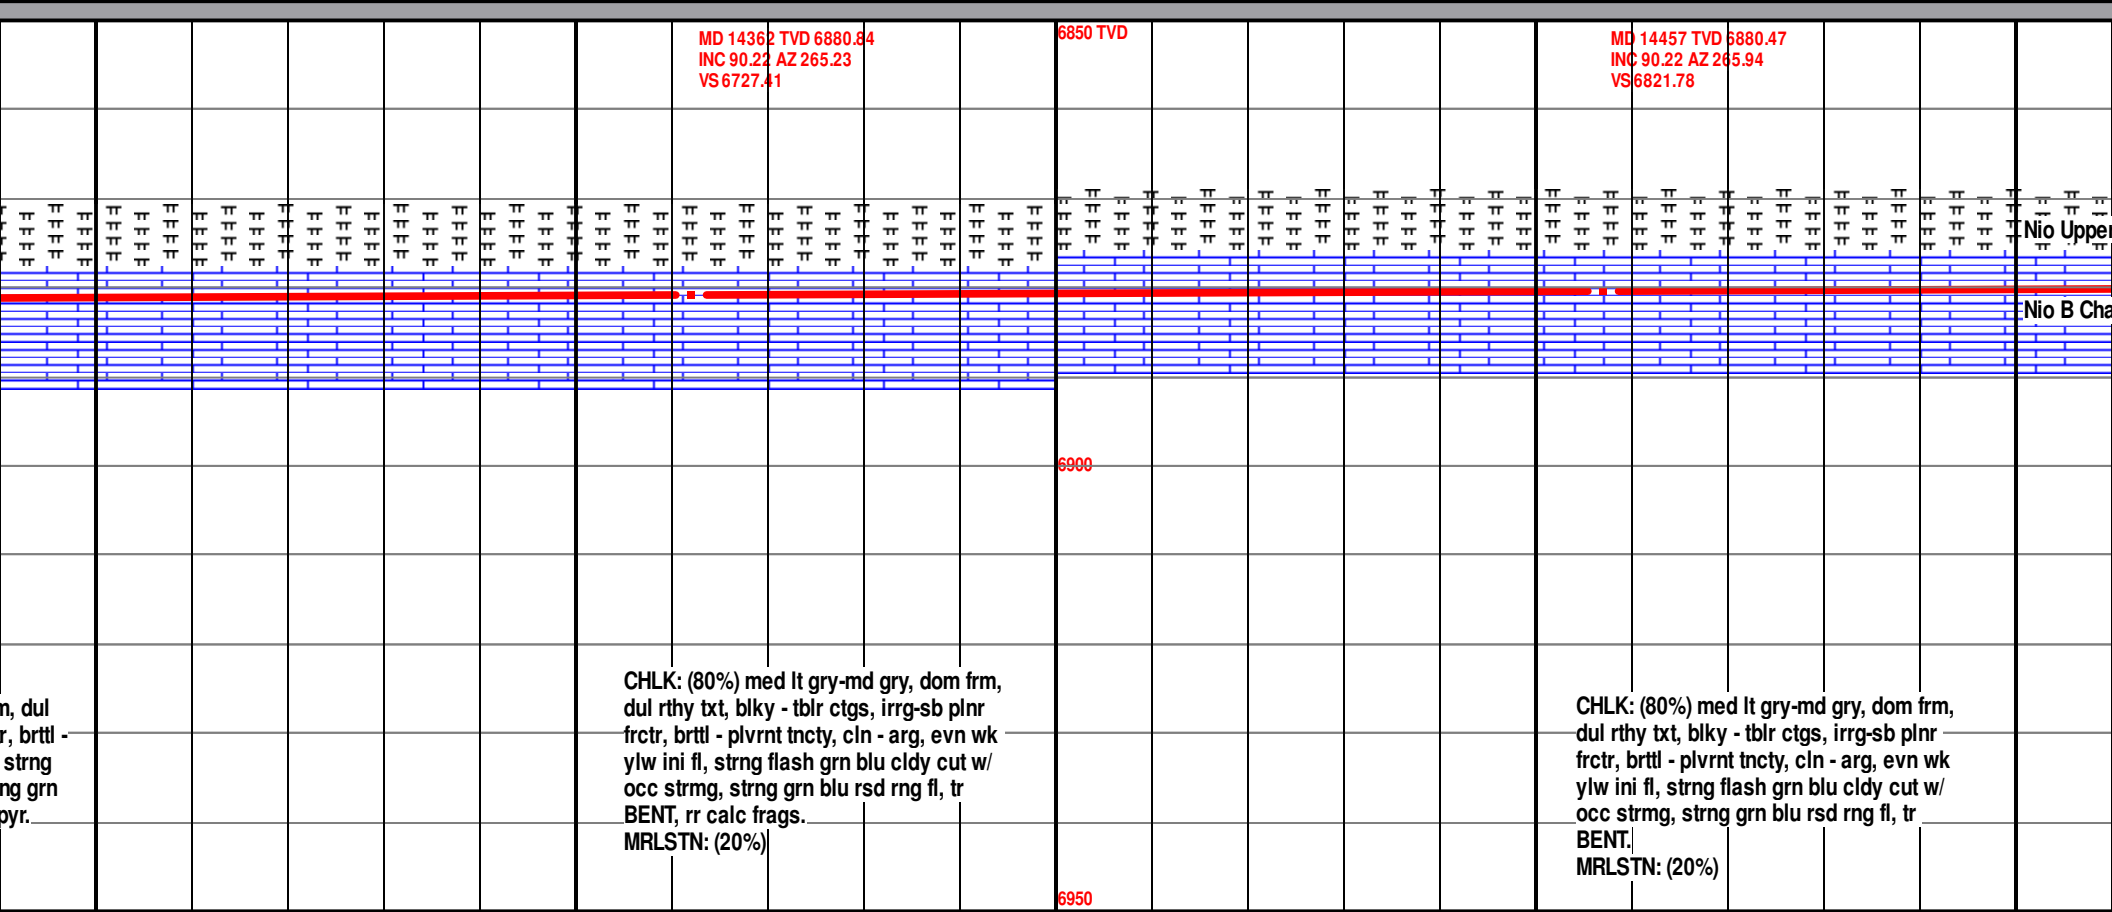 MD 14362 TVD 6880.84
INC 90.22 AZ 265.23
VS 6727.41
6850 TVD
MD 14457 TVD 6880.47
INC 90.22 AZ 265.94
VS 6821.78
Nio Upper
Nio B Cha
6900
m, dul
r, brttl -
strng
ng grn
pyr.
CHLK: (80%) med lt gry-md gry, dom frm,
dul rthy txt, blky - tblr ctgs, irrg-sb plnr
frctr, brttl - plvrnt tncty, cln - arg, evn wk
ylw ini fl, strng flash grn blu cldy cut w/
occ strmg, strng grn blu rsd rng fl, tr
BENT, rr calc frags.
MRLSTN: (20%)
CHLK: (80%) med lt gry-md gry, dom frm,
dul rthy txt, blky - tblr ctgs, irrg-sb plnr
frctr, brttl - plvrnt tncty, cln - arg, evn wk
ylw ini fl, strng flash grn blu cldy cut w/
occ strmg, strng grn blu rsd rng fl, tr
BENT.
MRLSTN: (20%)
6950